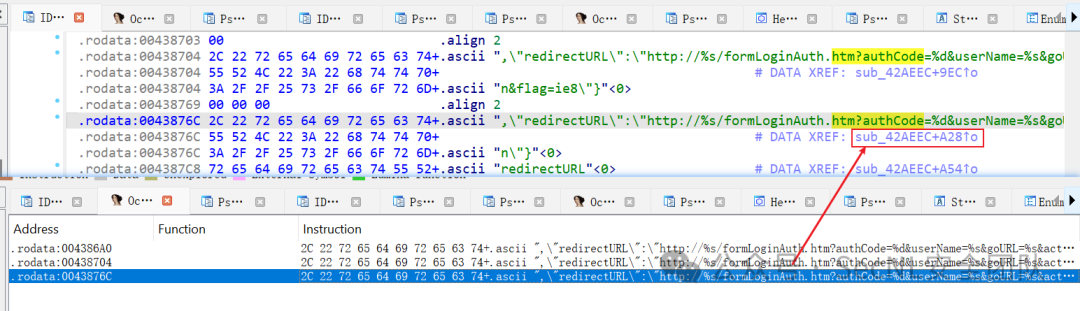 ID··· Oc··· Ps··· ID··· Ps··· Ps··· Oc··· Ps··· He··· Ps··· St··· Enum
.rodata:00438703 00 .align 2
.rodata:00438704 2C 22 72 65 64 69 72 65 63 74+.ascii ",\"redirectURL\":\"http://%s/formLoginAuth.htm?authCode=%d&userName=%s&goU
.rodata:00438704 55 52 4C 22 3A 22 68 74 74 70+ # DATA XREF: sub_42AEEC+9EC↑o
.rodata:00438704 3A 2F 2F 25 73 2F 66 6F 72 6D+.ascii "n&flag=ie8\"}"<0>
.rodata:00438769 00 00 00 .align 2
.rodata:0043876C 2C 22 72 65 64 69 72 65 63 74+.ascii ",\"redirectURL\":\"http://%s/formLoginAuth.htm?authCode=%d&userName=%s&goU
.rodata:0043876C 55 52 4C 22 3A 22 68 74 74 70+ # DATA XREF: sub_42AEEC+A28↑o
.rodata:0043876C 3A 2F 2F 25 73 2F 66 6F 72 6D+.ascii "n\"}"<0>
.rodata:004387C8 72 65 64 69 72 65 63 74 55 52+.ascii "redirectURL"<0> # DATA XREF: sub_42AEEC+A54↑o
ID··· Oc··· Ps··· ID··· Ps··· Ps··· Oc··· Ps··· He··· Ps··· St··· Enum
Address Function Instruction
.rodata:004386A0 2C 22 72 65 64 69 72 65 63 74+.ascii ",\"redirectURL\":\"http://%s/formLoginAuth.htm?authCode=%d&userName=%s&goURL=%s&act···
.rodata:00438704 2C 22 72 65 64 69 72 65 63 74+.ascii ",\"redirectURL\":\"http://%s/formLoginAuth.htm?authCode=%d&userName=%s&goURL=%s&act···
.rodata:0043876C 2C 22 72 65 64 69 72 65 63 74+.ascii ",\"redirectURL\":\"http://%s/formLoginAuth.htm?authCode=%d&userName=%s&goURL=%s&act···